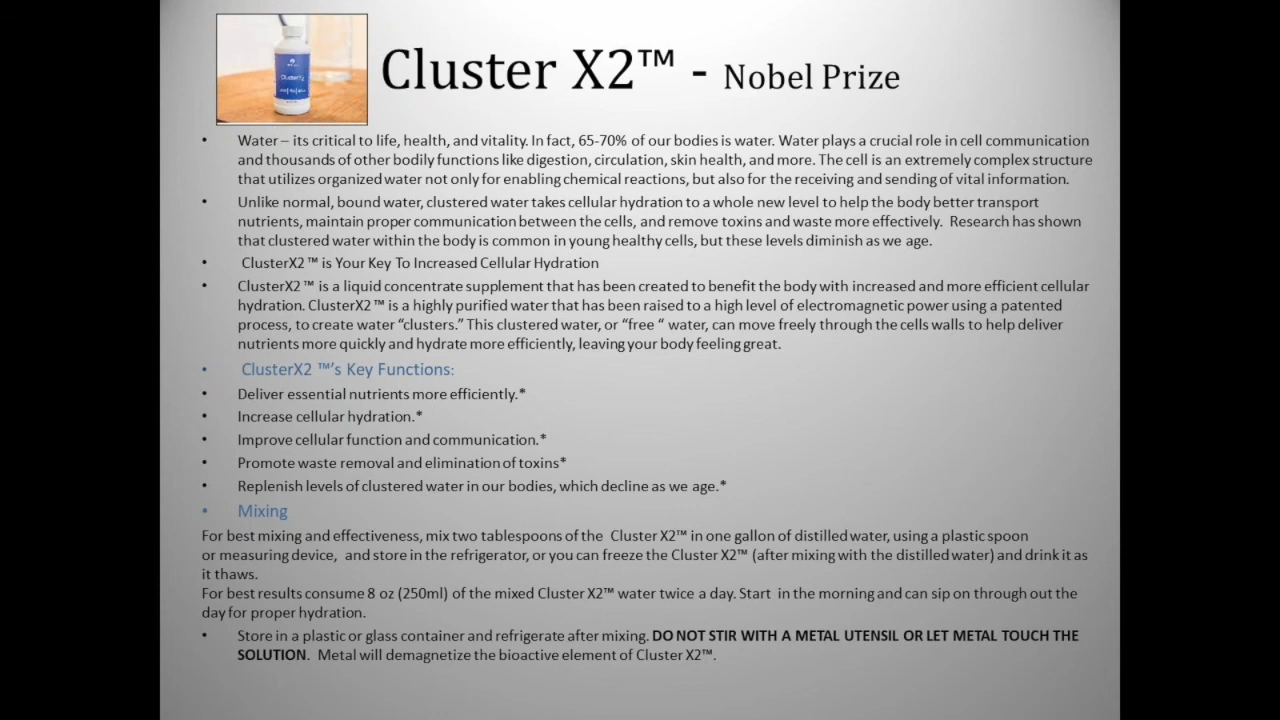 Cluster X2™ - Nobel Prize
ClusterX2
• Water – its critical to life, health, and vitality. In fact, 65-70% of our bodies is water. Water plays a crucial role in cell communication
and thousands of other bodily functions like digestion, circulation, skin health, and more. The cell is an extremely complex structure
that utilizes organized water not only for enabling chemical reactions, but also for the receiving and sending of vital information.
• Unlike normal, bound water, clustered water takes cellular hydration to a whole new level to help the body better transport
nutrients, maintain proper communication between the cells, and remove toxins and waste more effectively. Research has shown
that clustered water within the body is common in young healthy cells, but these levels diminish as we age.
• ClusterX2 ™ is Your Key To Increased Cellular Hydration
• ClusterX2 ™ is a liquid concentrate supplement that has been created to benefit the body with increased and more efficient cellular
hydration. ClusterX2 ™ is a highly purified water that has been raised to a high level of electromagnetic power using a patented
process, to create water “clusters.” This clustered water, or “free “ water, can move freely through the cells walls to help deliver
nutrients more quickly and hydrate more efficiently, leaving your body feeling great.
• ClusterX2 ™’s Key Functions:
• Deliver essential nutrients more efficiently.*
• Increase cellular hydration.*
• Improve cellular function and communication.*
• Promote waste removal and elimination of toxins*
• Replenish levels of clustered water in our bodies, which decline as we age.*
• Mixing
For best mixing and effectiveness, mix two tablespoons of the Cluster X2™ in one gallon of distilled water, using a plastic spoon
or measuring device, and store in the refrigerator, or you can freeze the Cluster X2™ (after mixing with the distilled water) and drink it as
it thaws.
For best results consume 8 oz (250ml) of the mixed Cluster X2™ water twice a day. Start in the morning and can sip on through out the
day for proper hydration.
• Store in a plastic or glass container and refrigerate after mixing. DO NOT STIR WITH A METAL UTENSIL OR LET METAL TOUCH THE
SOLUTION. Metal will demagnetize the bioactive element of Cluster X2™.